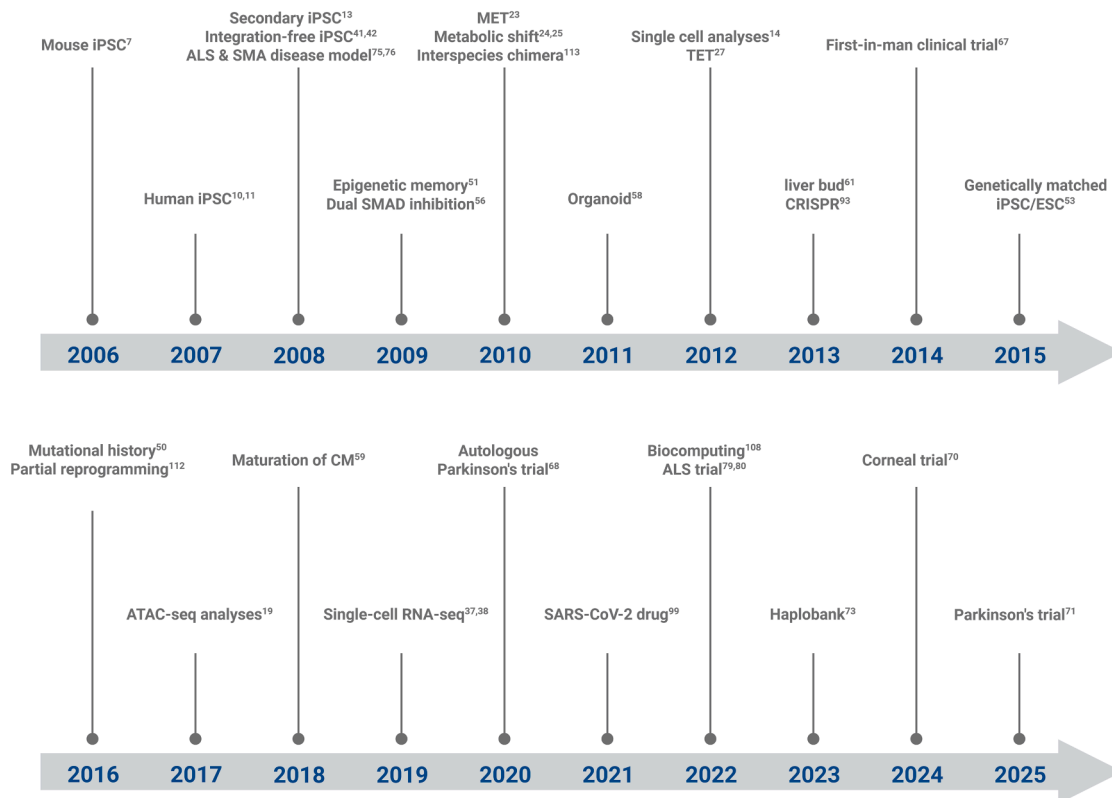 Mouse iPSC⁷
Secondary iPSC¹³
Integration-free iPSC⁴¹,⁴²
ALS & SMA disease model⁷⁵,⁷⁶
MET²³
Metabolic shift²⁴,²⁵
Interspecies chimera¹¹³
Single cell analyses¹⁴
TET²⁷
First-in-man clinical trial⁶⁷
Human iPSC¹⁰,¹¹
Epigenetic memory⁵¹
Dual SMAD inhibition⁵⁶
Organoid⁵⁸
liver bud⁶¹
CRISPR⁹³
Genetically matched
iPSC/ESC⁵³
2006 2007 2008 2009 2010 2011 2012 2013 2014 2015
Mutational history⁵⁰
Partial reprogramming¹¹²
Maturation of CM⁵⁹
Autologous
Parkinson's trial⁶⁸
Biocomputing¹⁰⁸
ALS trial⁷⁹,⁸⁰
Corneal trial⁷⁰
ATAC-seq analyses¹⁹
Single-cell RNA-seq³⁷,³⁸
SARS-CoV-2 drug⁹⁹
Haplobank⁷³
Parkinson's trial⁷¹
2016 2017 2018 2019 2020 2021 2022 2023 2024 2025